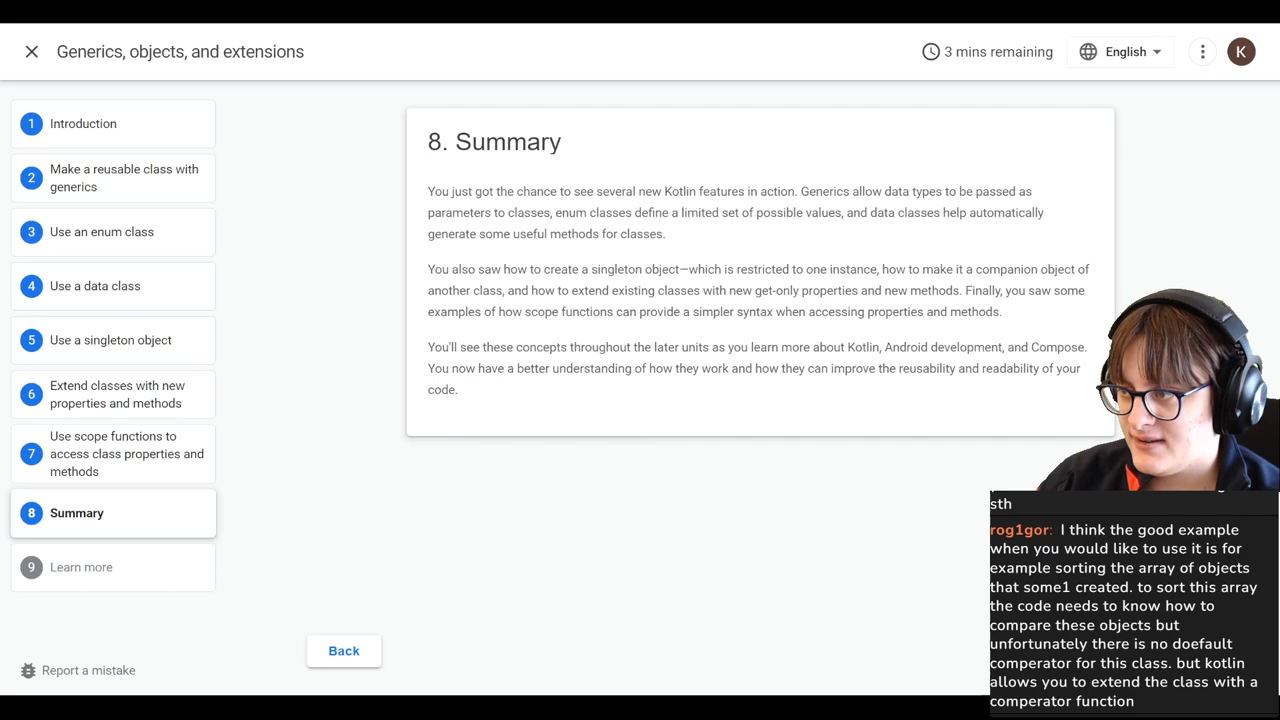 Generics, objects, and extensions
3 mins remaining
English
K
1 Introduction
2 Make a reusable class with
generics
3 Use an enum class
4 Use a data class
5 Use a singleton object
6 Extend classes with new
properties and methods
7 Use scope functions to
access class properties and
methods
8 Summary
9 Learn more
Report a mistake
8. Summary
You just got the chance to see several new Kotlin features in action. Generics allow data types to be passed as
parameters to classes, enum classes define a limited set of possible values, and data classes help automatically
generate some useful methods for classes.
You also saw how to create a singleton object—which is restricted to one instance, how to make it a companion object of
another class, and how to extend existing classes with new get-only properties and new methods. Finally, you saw some
examples of how scope functions can provide a simpler syntax when accessing properties and methods.
You'll see these concepts throughout the later units as you learn more about Kotlin, Android development, and Compose.
You now have a better understanding of how they work and how they can improve the reusability and readability of your
code.
Back
sth
rog1gor: I think the good example
when you would like to use it is for
example sorting the array of objects
that some1 created. to sort this array
the code needs to know how to
compare these objects but
unfortunately there is no doefault
comperator for this class. but kotlin
allows you to extend the class with a
comperator function